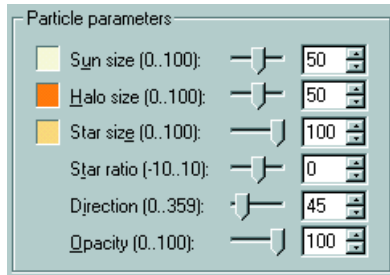 Particle parameters
Sun size (0..100): 50
Halo size (0..100): 50
Star size (0..100): 100
Star ratio (-10..10): 0
Direction (0..359): 45
Opacity (0..100): 100